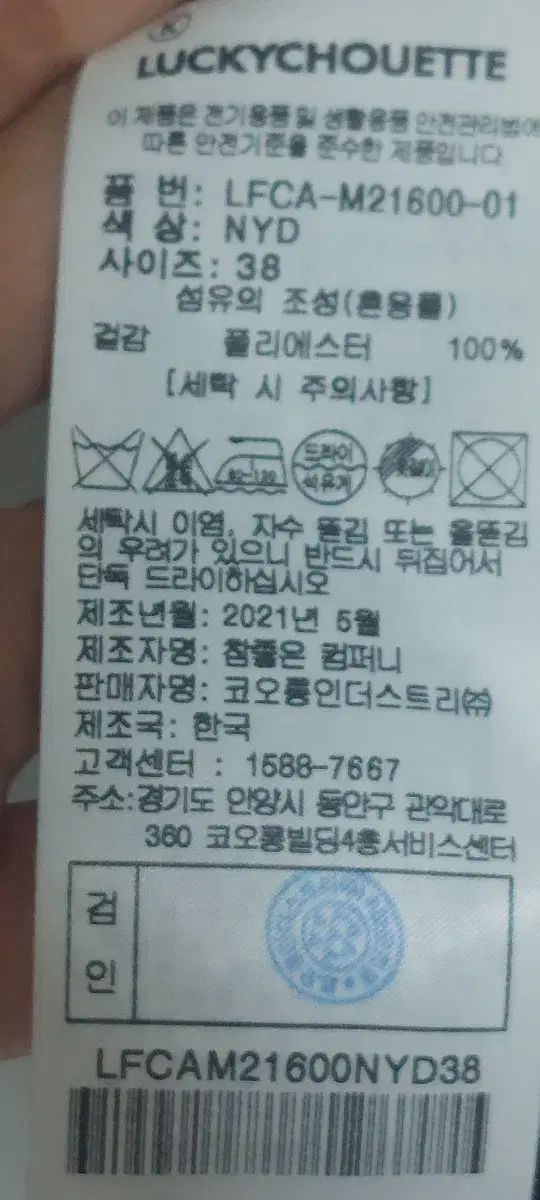 LUCKYCHOUETTE
이 제품은 전기용품 및 생활용품 안전관리법에
따른 안전기준을 준수한 제품입니다
품 번: LFCA-M21600-01
색 상: NYD
사이즈: 38
섬유의 조성(혼용률)
겉감 폴리에스터 100%
[세탁 시 주의사항]
80-120 드라이
석유계
세탁시 이염, 자수 뜯김 또는 올뜯김
의 우려가 있으니 반드시 뒤집어서
단독 드라이하십시오
제조년월: 2021년 5월
제조자명: 참좋은 컴퍼니
판매자명: 코오롱인더스트리㈜
제조국: 한국
고객센터 : 1588-7667
주소:경기도 안양시 동안구 관악대로
360 코오롱빌딩4층서비스센터
검
인
LFCAM21600NYD38